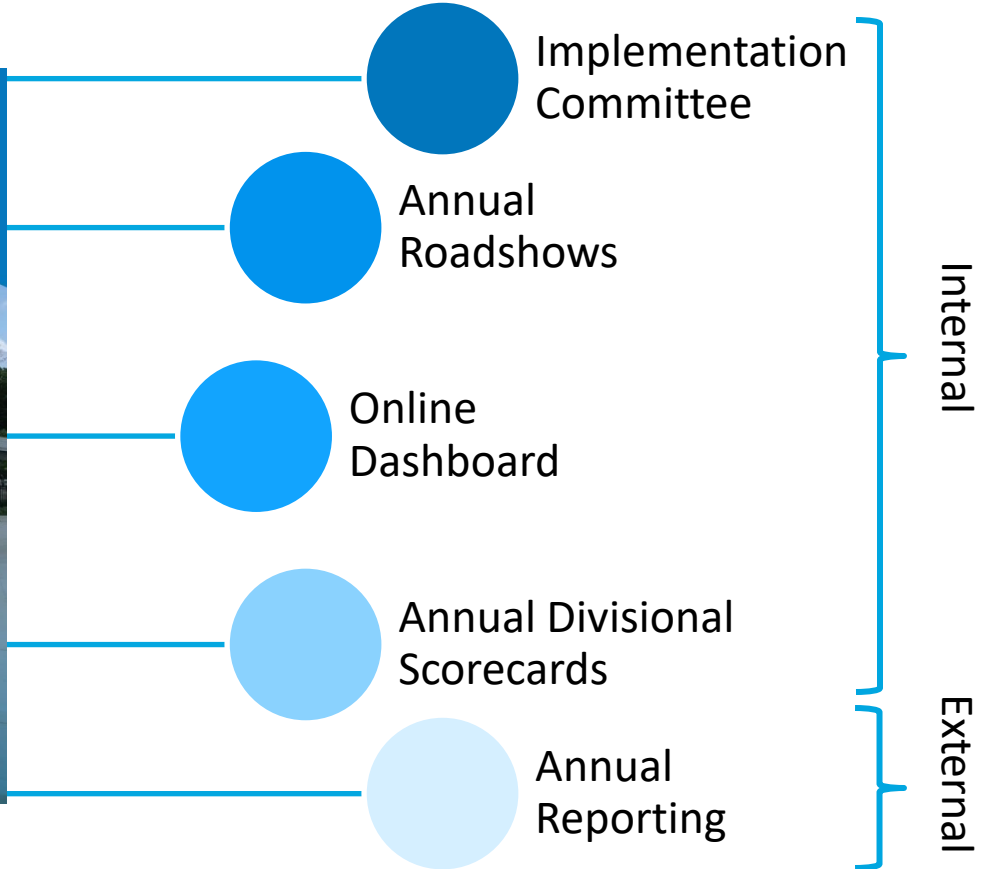 Implementation
Committee
Annual
Roadshows
Online
Dashboard
Annual Divisional
Scorecards
Annual
Reporting
Internal
External